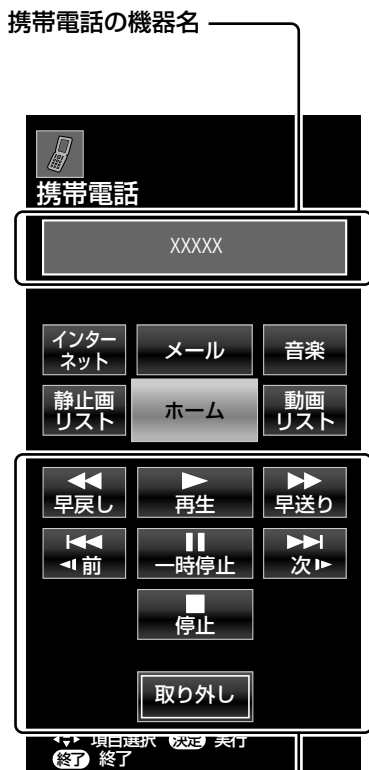 携帯電話の機器名
携帯電話
XXXXX
インター
ネット
メール
音楽
静止画
リスト
ホーム
動画
リスト
早戻し
再生
早送り
前
一時停止
次
停止
取り外し
項目選択 決定 実行
終了 終了